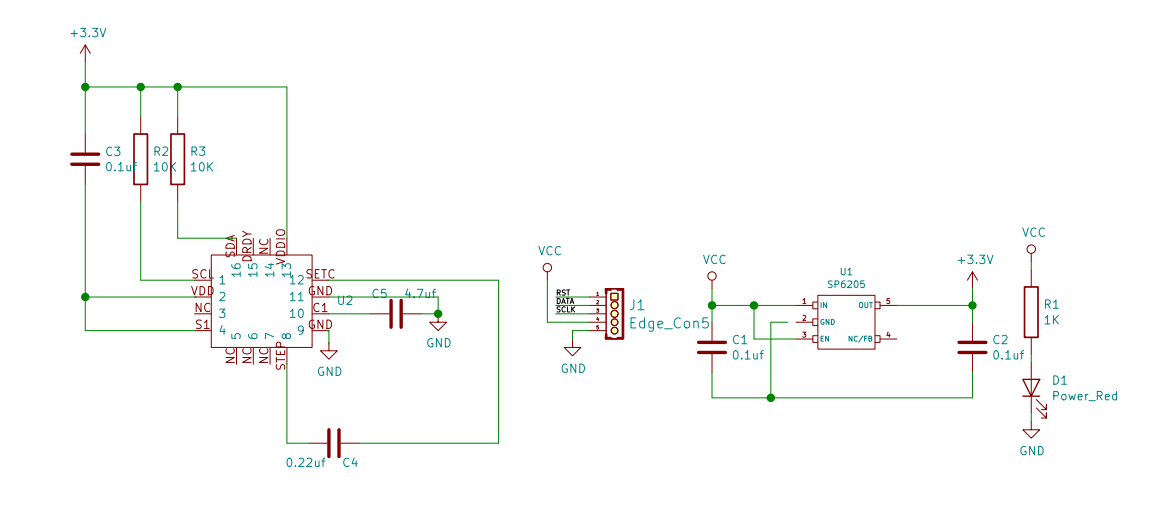 +3.3V
C3
0.1uf
R2
10K
R3
10K
SDA
DRDY
NC
VDDIO
16
15
14
13
SCL
1
VDD
2
NC
3
S1
4
SETC
12
GND
11
C1
10
GND
9
U2
5
6
7
8
NC
NC
NC
STEP
C5
4.7uf
GND
GND
0.22uf
C4
VCC
RST
DATA
SCLK
1
2
3
4
5
J1
Edge_Con5
GND
VCC
C1
0.1uf
U1
SP6205
1
IN
2
GND
3
EN
OUT
5
NC/FB
4
+3.3V
C2
0.1uf
VCC
R1
1K
D1
Power_Red
GND